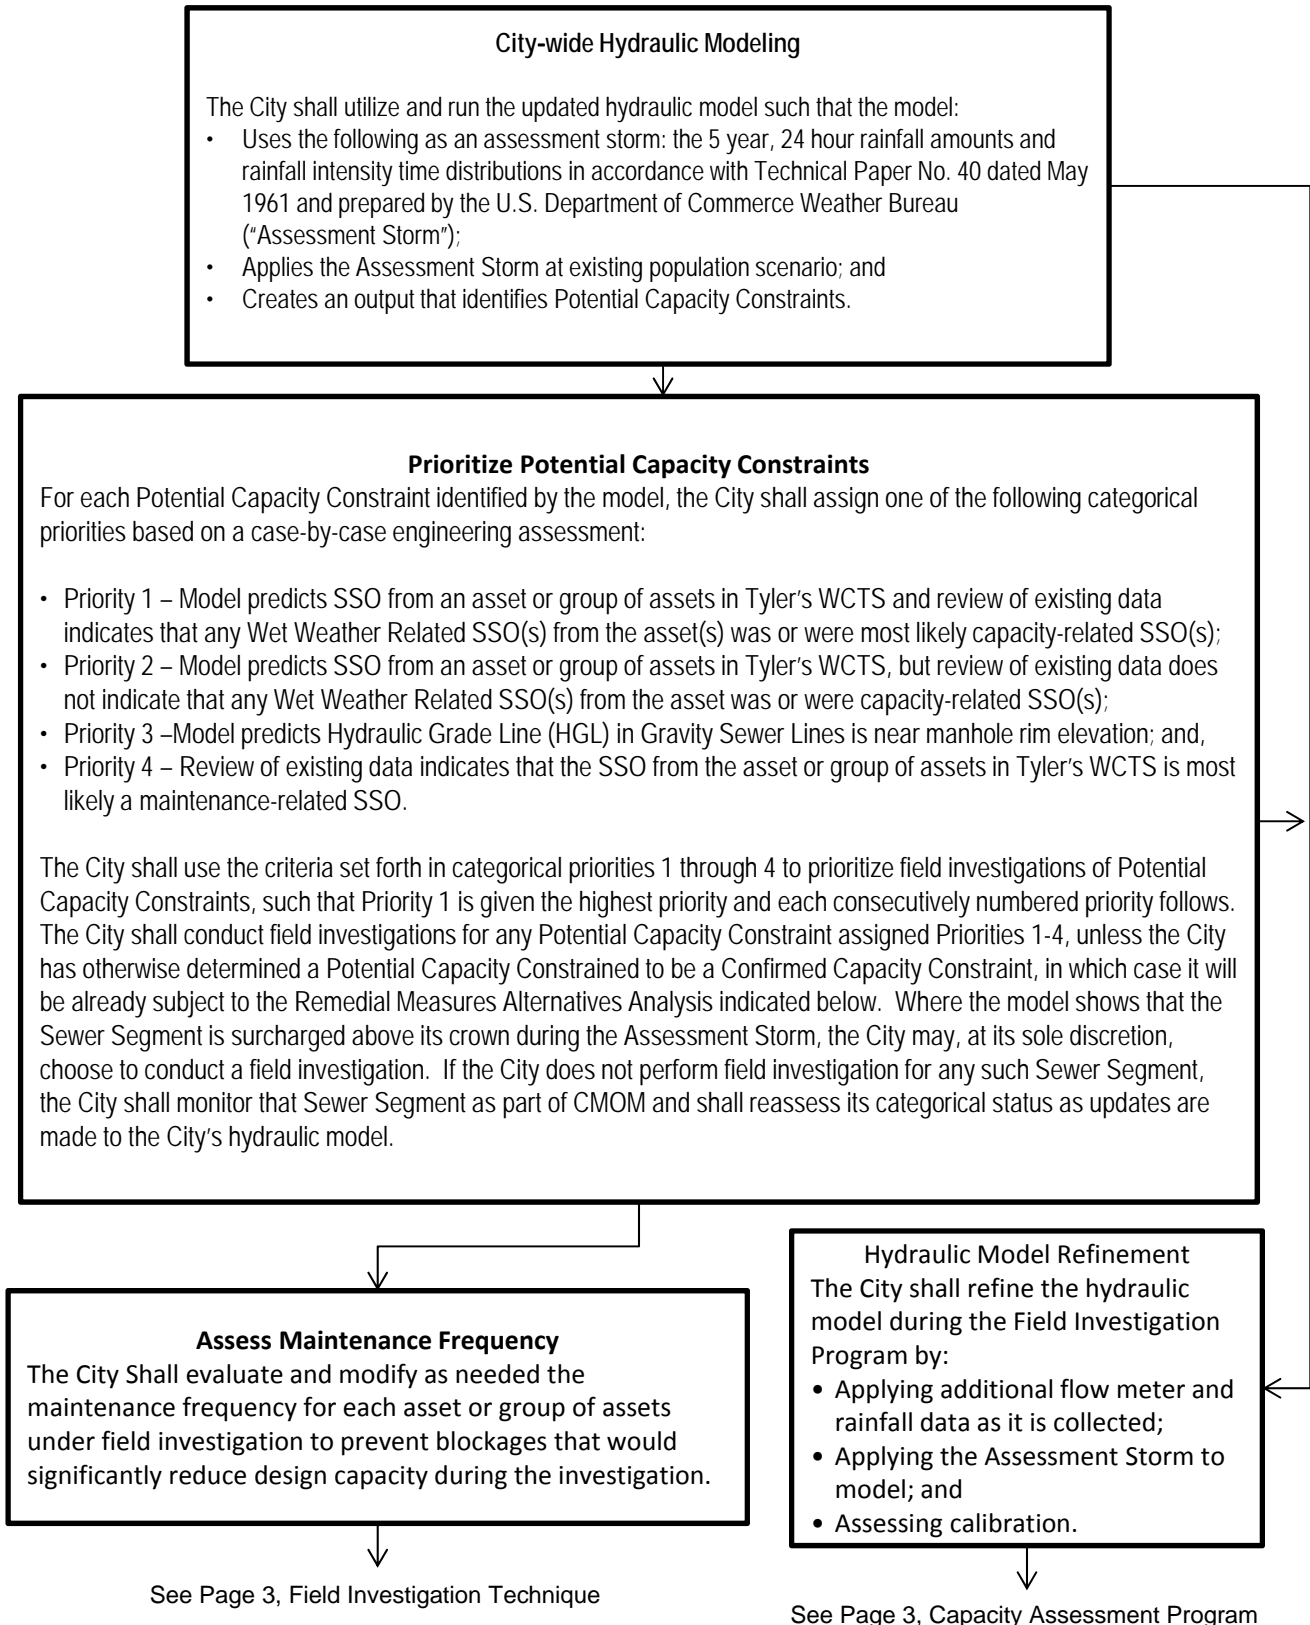 City-wide Hydraulic Modeling
The City shall utilize and run the updated hydraulic model such that the model:
• Uses the following as an assessment storm: the 5 year, 24 hour rainfall amounts and
rainfall intensity time distributions in accordance with Technical Paper No. 40 dated May
1961 and prepared by the U.S. Department of Commerce Weather Bureau
("Assessment Storm");
• Applies the Assessment Storm at existing population scenario; and
• Creates an output that identifies Potential Capacity Constraints.
Prioritize Potential Capacity Constraints
For each Potential Capacity Constraint identified by the model, the City shall assign one of the following categorical
priorities based on a case-by-case engineering assessment:
• Priority 1 – Model predicts SSO from an asset or group of assets in Tyler's WCTS and review of existing data
indicates that any Wet Weather Related SSO(s) from the asset(s) was or were most likely capacity-related SSO(s);
• Priority 2 – Model predicts SSO from an asset or group of assets in Tyler's WCTS, but review of existing data does
not indicate that any Wet Weather Related SSO(s) from the asset was or were capacity-related SSO(s);
• Priority 3 –Model predicts Hydraulic Grade Line (HGL) in Gravity Sewer Lines is near manhole rim elevation; and,
• Priority 4 – Review of existing data indicates that the SSO from the asset or group of assets in Tyler's WCTS is most
likely a maintenance-related SSO.
The City shall use the criteria set forth in categorical priorities 1 through 4 to prioritize field investigations of Potential
Capacity Constraints, such that Priority 1 is given the highest priority and each consecutively numbered priority follows.
The City shall conduct field investigations for any Potential Capacity Constraint assigned Priorities 1-4, unless the City
has otherwise determined a Potential Capacity Constrained to be a Confirmed Capacity Constraint, in which case it will
be already subject to the Remedial Measures Alternatives Analysis indicated below. Where the model shows that the
Sewer Segment is surcharged above its crown during the Assessment Storm, the City may, at its sole discretion,
choose to conduct a field investigation. If the City does not perform field investigation for any such Sewer Segment,
the City shall monitor that Sewer Segment as part of CMOM and shall reassess its categorical status as updates are
made to the City's hydraulic model.
Assess Maintenance Frequency
The City Shall evaluate and modify as needed the
maintenance frequency for each asset or group of assets
under field investigation to prevent blockages that would
significantly reduce design capacity during the investigation.
See Page 3, Field Investigation Technique
Hydraulic Model Refinement
The City shall refine the hydraulic
model during the Field Investigation
Program by:
• Applying additional flow meter and
rainfall data as it is collected;
• Applying the Assessment Storm to
model; and
• Assessing calibration.
See Page 3, Capacity Assessment Program